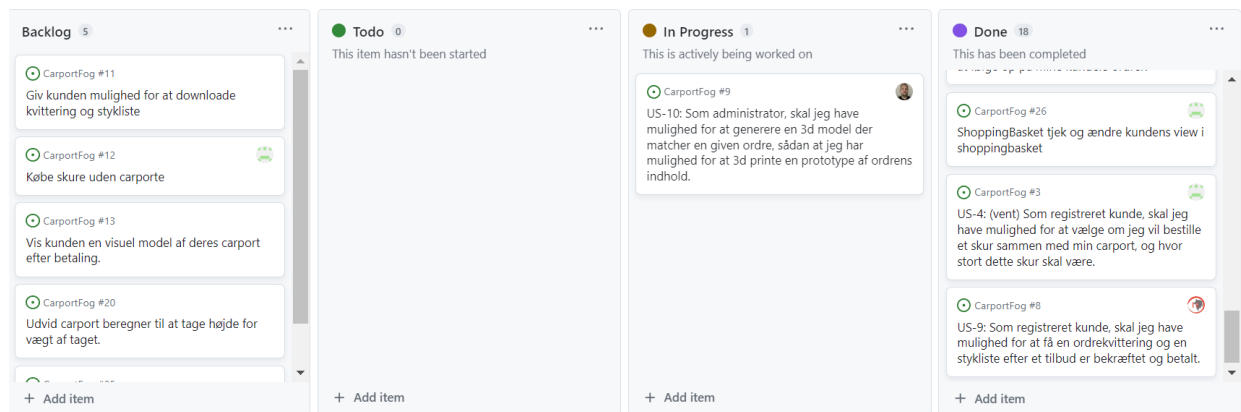 Backlog 5
CarportFog #11
Giv kunden mulighed for at downloade
kvittering og stykliste
CarportFog #12
Købe skure uden carporte
CarportFog #13
Vis kunden en visuel model af deres carport
efter betaling.
CarportFog #20
Udvid carport beregner til at tage højde for
vægt af taget.
+ Add item
Todo 0
This item hasn't been started
+ Add item
In Progress 1
This is actively being worked on
CarportFog #9
US-10: Som administrator, skal jeg have
mulighed for at generere en 3d model der
matcher en given ordre, sådan at jeg har
mulighed for at 3d printe en prototype af ordrens
indhold.
+ Add item
Done 18
This has been completed
CarportFog #26
ShoppingBasket tjek og ændre kundens view i
shoppingbasket
CarportFog #3
US-4: (vent) Som registreret kunde, skal jeg
have mulighed for at vælge om jeg vil bestille
et skur sammen med min carport, og hvor
stort dette skur skal være.
CarportFog #8
US-9: Som registreret kunde, skal jeg have
mulighed for at få en ordrekvittering og en
stykliste efter et tilbud er bekræftet og betalt.
+ Add item